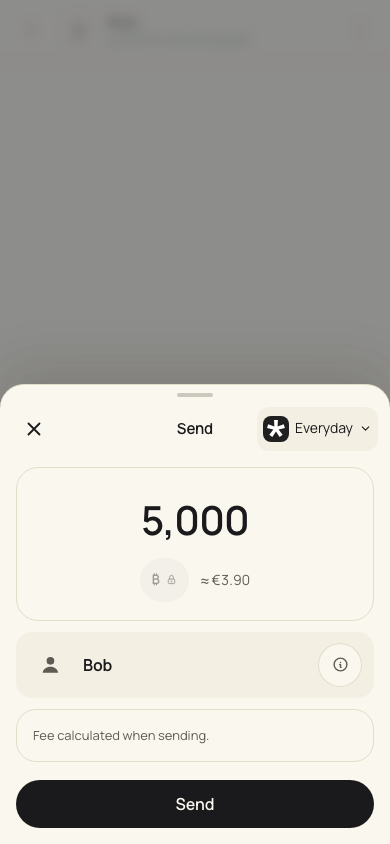 Send
Everyday
5,000
₿ ≈ €3.90
Bob
Fee calculated when sending.
Send